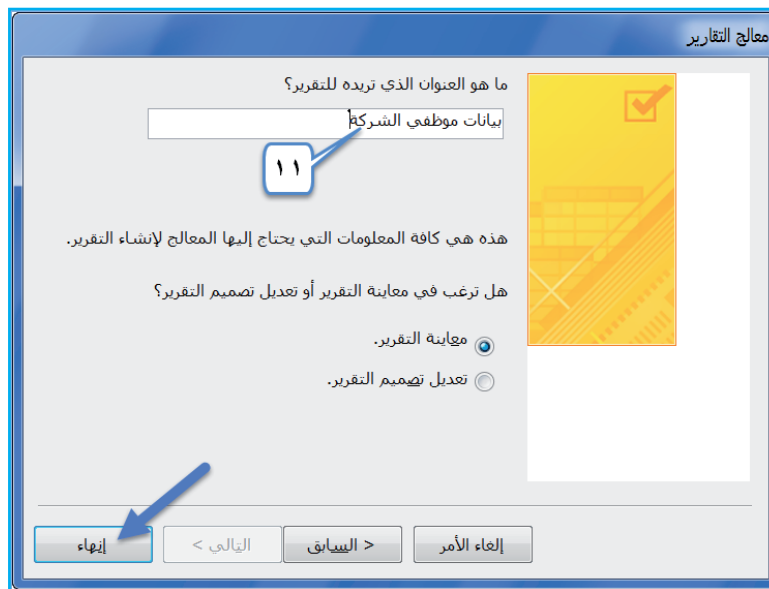 معالج التقارير
ما هو العنوان الذي تريده للتقرير؟
بيانات موظفي الشركة
١١
هذه هي كافة المعلومات التي يحتاج إليها المعالج لإنشاء التقرير.
هل ترغب في معاينة التقرير أو تعديل تصميم التقرير؟
معاينة التقرير.
تعديل تصميم التقرير.
إلغاء الأمر < السابق التالي > إنهاء